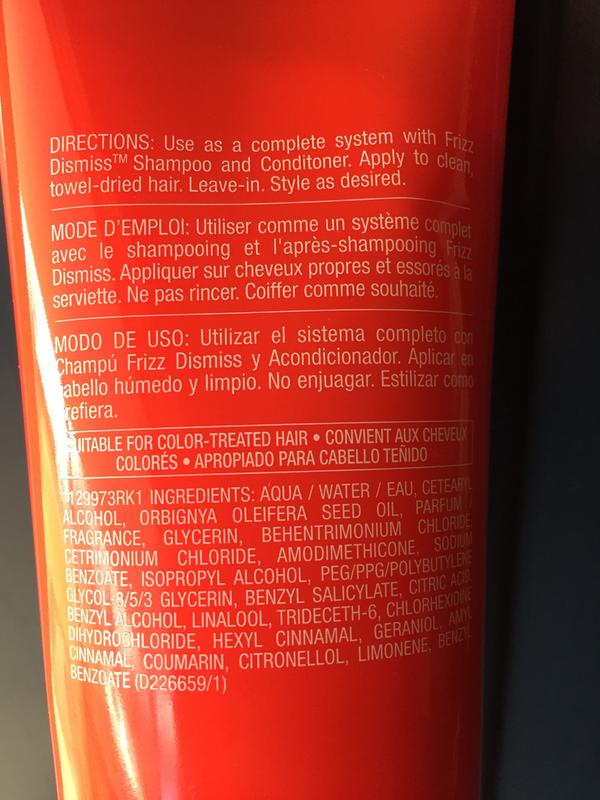 DIRECTIONS: Use as a complete system with Frizz
Dismiss™ Shampoo and Conditoner. Apply to clean,
towel-dried hair. Leave-in. Style as desired.
MODE D'EMPLOI: Utiliser comme un système complet
avec le shampooing et l'après-shampooing Frizz
Dismiss. Appliquer sur cheveux propres et essorés à la
serviette. Ne pas rincer. Coiffer comme souhaité.
MODO DE USO: Utilizar el sistema completo con
Champú Frizz Dismiss y Acondicionador. Aplicar en
cabello húmedo y limpio. No enjuagar. Estilizar como
prefiera.
SUITABLE FOR COLOR-TREATED HAIR • CONVIENT AUX CHEVEUX
COLORÉS • APROPIADO PARA CABELLO TEÑIDO
1129973RK1 INGREDIENTS: AQUA / WATER / EAU, CETEARYL
ALCOHOL, ORBIGNYA OLEIFERA SEED OIL, PARFUM /
FRAGRANCE, GLYCERIN, BEHENTRIMONIUM CHLORIDE,
CETRIMONIUM CHLORIDE, AMODIMETHICONE, SODIUM
BENZOATE, ISOPROPYL ALCOHOL, PEG/PPG/POLYBUTYLENE
GLYCOL-8/5/3 GLYCERIN, BENZYL SALICYLATE, CITRIC ACID,
BENZYL ALCOHOL, LINALOOL, TRIDECETH-6, CHLORHEXIDINE
DIHYDROCHLORIDE, HEXYL CINNAMAL, GERANIOL, AMYL
CINNAMAL, COUMARIN, CITRONELLOL, LIMONENE, BENZYL
BENZOATE (D226659/1)